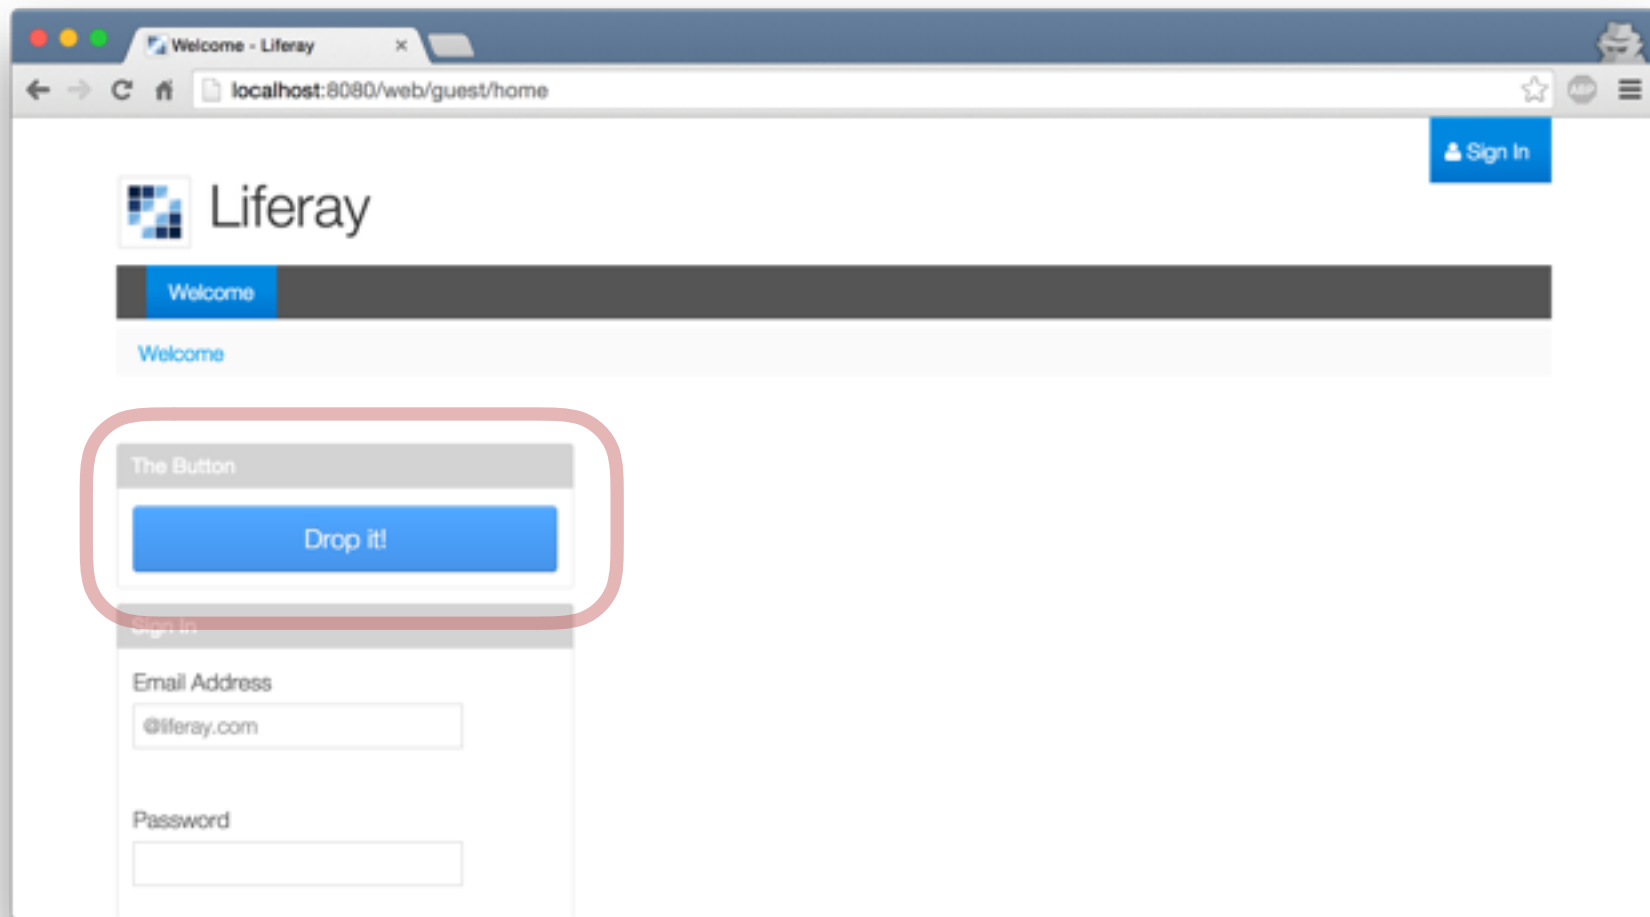 Welcome - Liferay
localhost:8080/web/guest/home
ABP
Sign In
Liferay
Welcome
Welcome
The Button
Drop it!
Sign In
Email Address
@liferay.com
Password